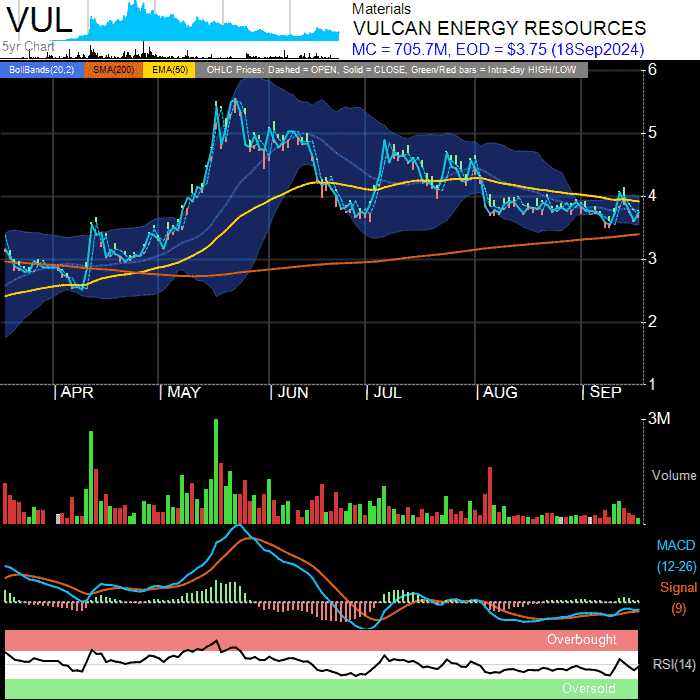 VUL
Materials
VULCAN ENERGY RESOURCES
5yr Chart
MC = 705.7M, EOD = $3.75 (18Sep2024)
BollBands(20,2) SMA(200) EMA(50) OHLC Prices: Dashed = OPEN, Solid = CLOSE, Green/Red bars = Intra-day HIGH/LOW
6
5
4
3
2
1
APR MAY JUN JUL AUG SEP
3M
Volume
MACD
(12-26)
Signal
(9)
Overbought
RSI(14)
Oversold